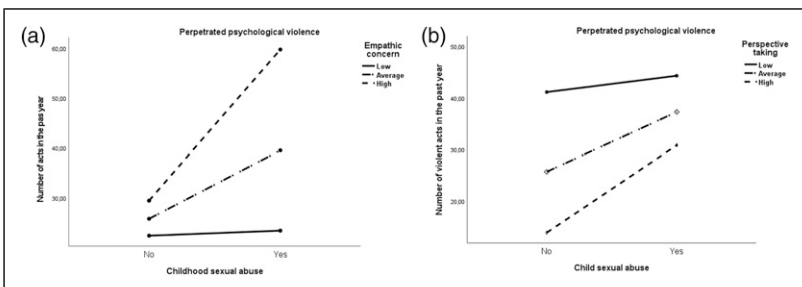 (a)
Perpetrated psychological violence
Empathic
concern
Low
Average
High
60,00
50,00
40,00
30,00
Number of acts in the pas year
No
Yes
Childhood sexual abuse
(b)
Perpetrated psychological violence
Perspective
taking
Low
Average
High
50,00
40,00
30,00
20,00
Number of violent acts in the past year
No
Yes
Child sexual abuse